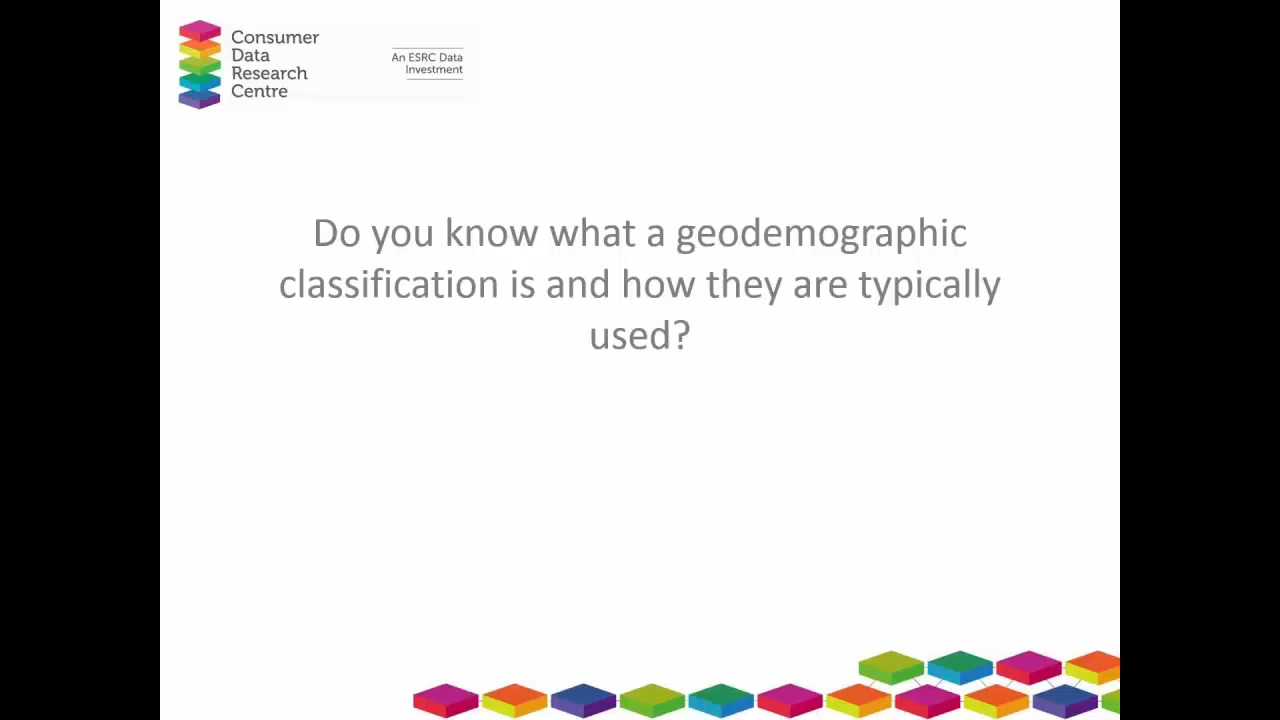 Consumer
Data
Research
Centre
An ESRC Data
Investment
Do you know what a geodemographic
classification is and how they are typically
used?